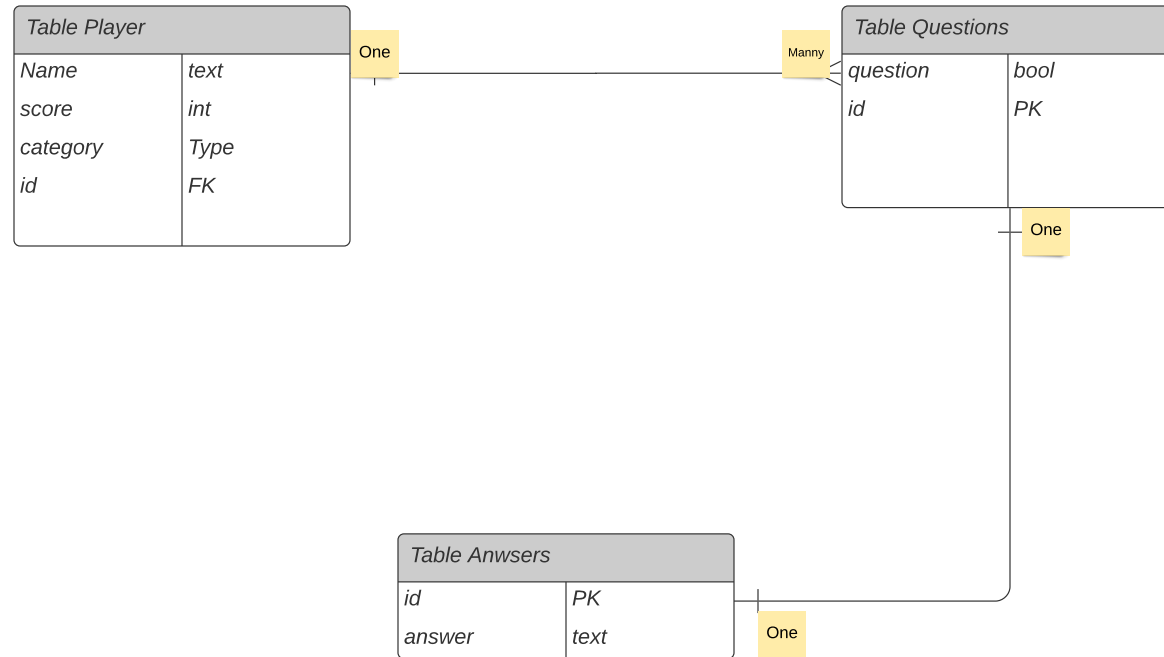 Table Player
Name text
score int
category Type
id FK
One
Manny
Table Questions
question bool
id PK
One
Table Anwsers
id PK
answer text
One